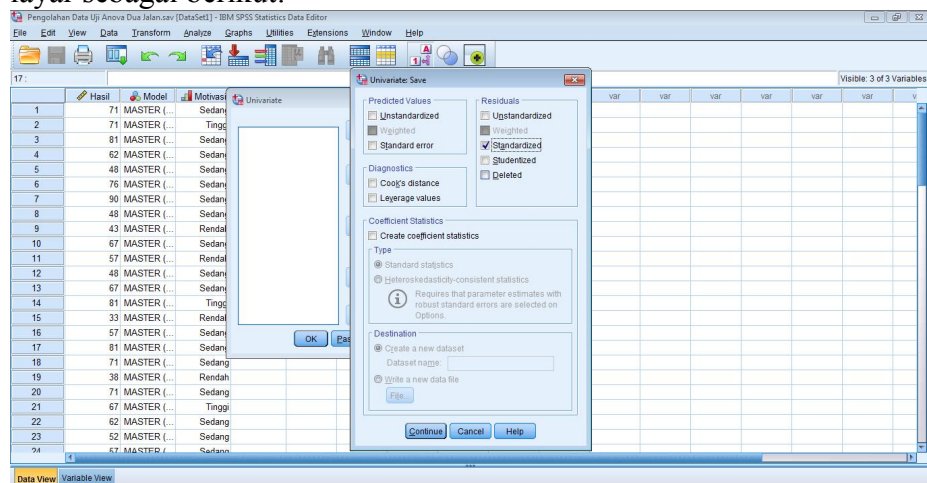 layar sebagai berikut.
Pengolahan Data Uji Anova Dua Jalan.sav [DataSet1] - IBM SPSS Statistics Data Editor
File Edit View Data Transform Analyze Graphs Utilities Extensions Window Help
17 :
Visible: 3 of 3 Variables
Hasil Model Motivasi var var var var var var
1 71 MASTER (... Sedang
2 71 MASTER (... Tingg
3 81 MASTER (... Sedang
4 62 MASTER (... Sedang
5 48 MASTER (... Sedang
6 76 MASTER (... Sedang
7 90 MASTER (... Sedang
8 48 MASTER (... Sedang
9 43 MASTER (... Rendal
10 67 MASTER (... Sedang
11 57 MASTER (... Rendal
12 48 MASTER (... Sedang
13 67 MASTER (... Sedang
14 81 MASTER (... Tingg
15 33 MASTER (... Rendal
16 57 MASTER (... Sedang
17 81 MASTER (... Sedang
18 71 MASTER (... Sedang
19 38 MASTER (... Rendah
20 71 MASTER (... Sedang
21 67 MASTER (... Tinggi
22 62 MASTER (... Sedang
23 52 MASTER (... Sedang
24 57 MASTER (... Sedang
Data View Variable View
Univariate
OK Pas
Univariate: Save
Predicted Values
Unstandardized
Weighted
Standard error
Residuals
Unstandardized
Weighted
Standardized
Studentized
Deleted
Diagnostics
Cook's distance
Leverage values
Coefficient Statistics
Create coefficient statistics
Type
Standard statistics
Heteroskedasticity-consistent statistics
Requires that parameter estimates with
robust standard errors are selected on
Options.
Destination
Create a new dataset
Dataset name:
Write a new data file
File...
Continue Cancel Help